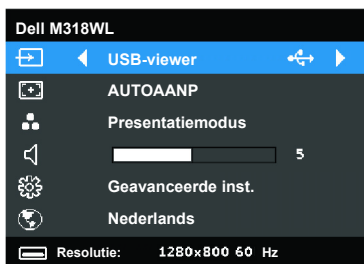 Dell M318WL
USB-viewer
AUTOAANP
Presentatiemodus
5
Geavanceerde inst.
Nederlands
Resolutie: 1280x800 60 Hz